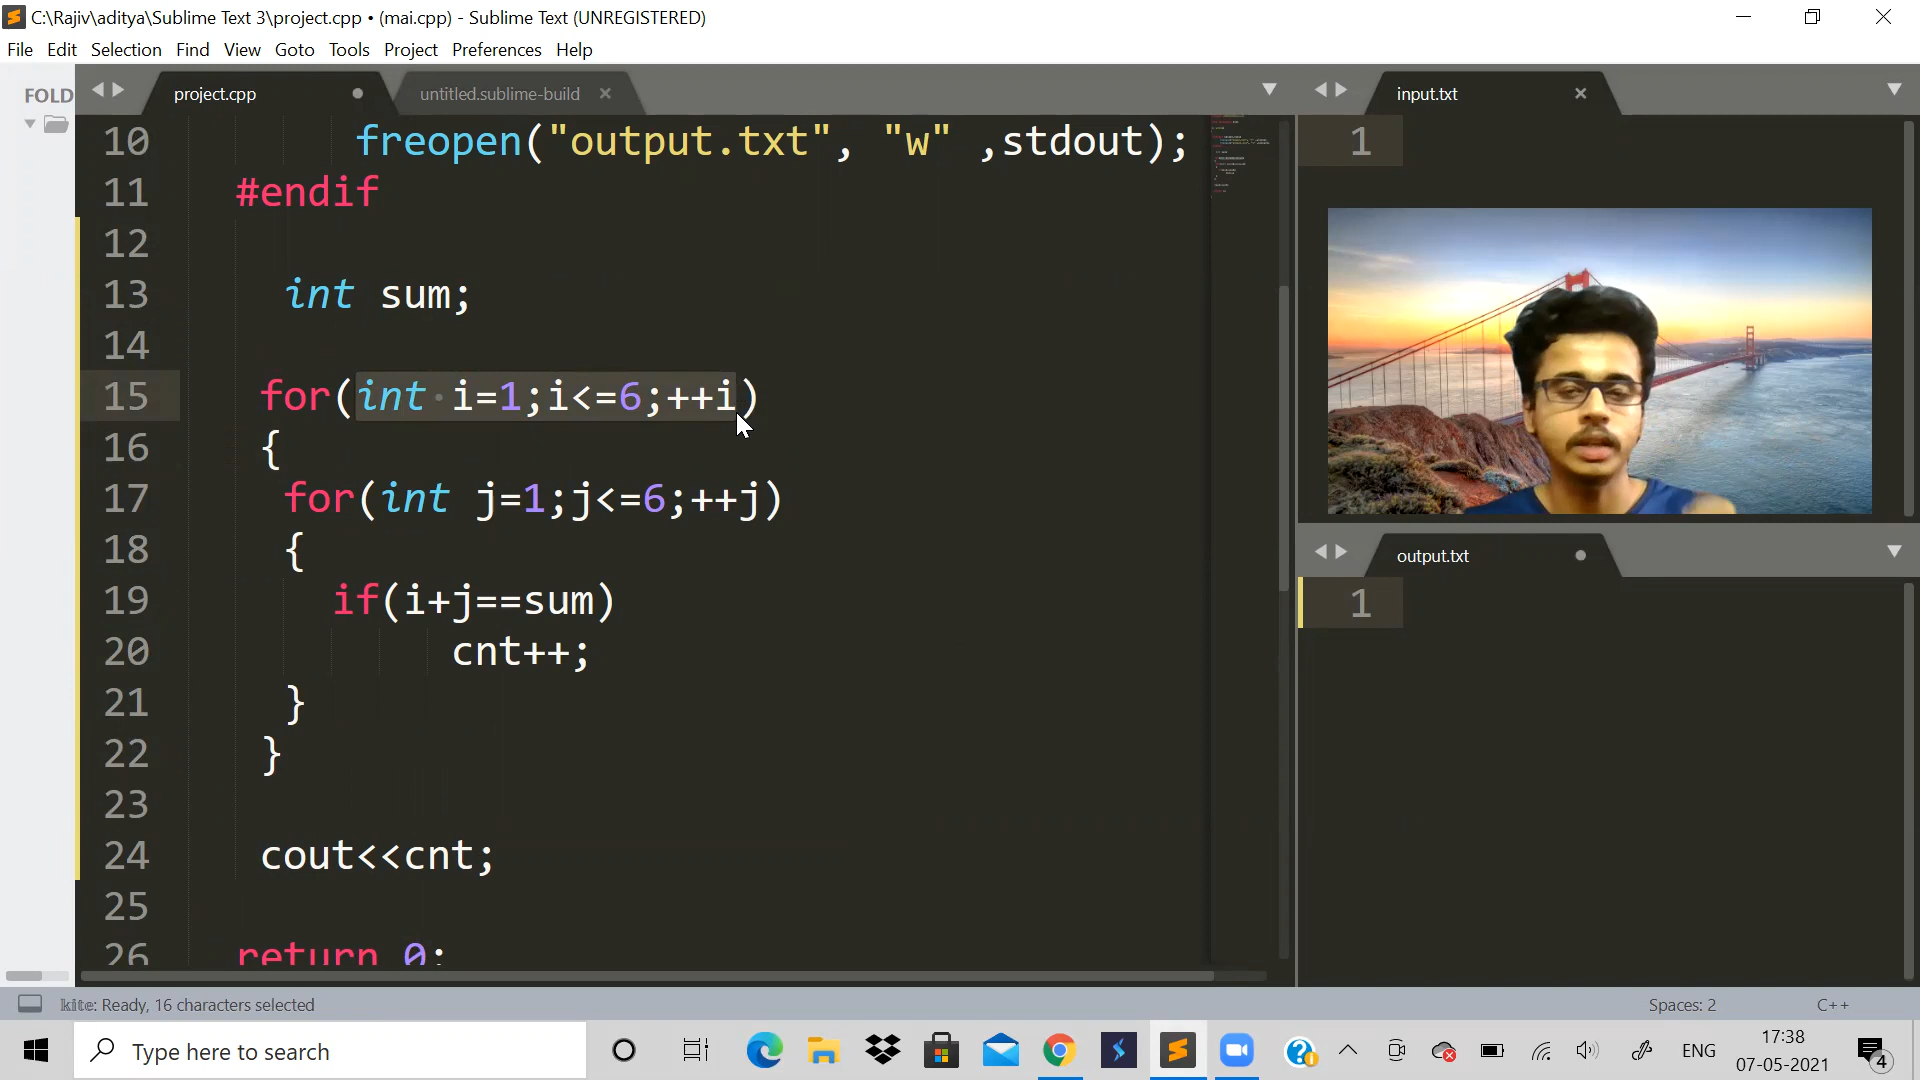 C:\Rajiv\aditya\Sublime Text 3\project.cpp • (mai.cpp) - Sublime Text (UNREGISTERED)
File Edit Selection Find View Goto Tools Project Preferences Help
FOLD
project.cpp
untitled.sublime-build
input.txt
10 freopen("output.txt", "w" ,stdout);
11 #endif
12
13 int sum;
14
15 for(int i=1;i<=6;++i)
16 {
17 for(int j=1;j<=6;++j)
18 {
19 if(i+j==sum)
20 cnt++;
21 }
22 }
23
24 cout<<cnt;
25
26 return 0;
1
output.txt
1
kite: Ready, 16 characters selected
Spaces: 2
C++
Type here to search
ENG
17:38
07-05-2021
4